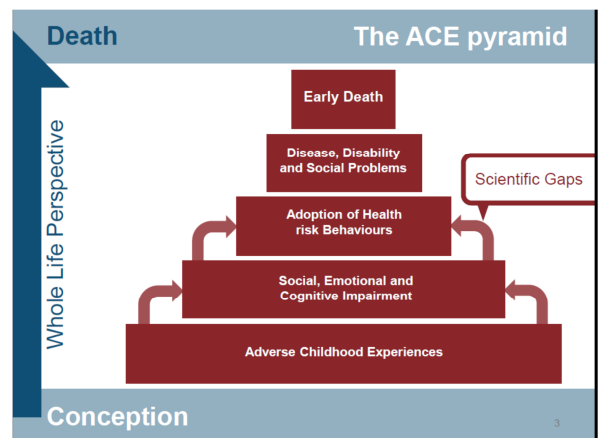 Death
The ACE pyramid
Early Death
Disease, Disability
and Social Problems
Scientific Gaps
Adoption of Health
risk Behaviours
Social, Emotional and
Cognitive Impairment
Adverse Childhood Experiences
Whole Life Perspective
Conception
3